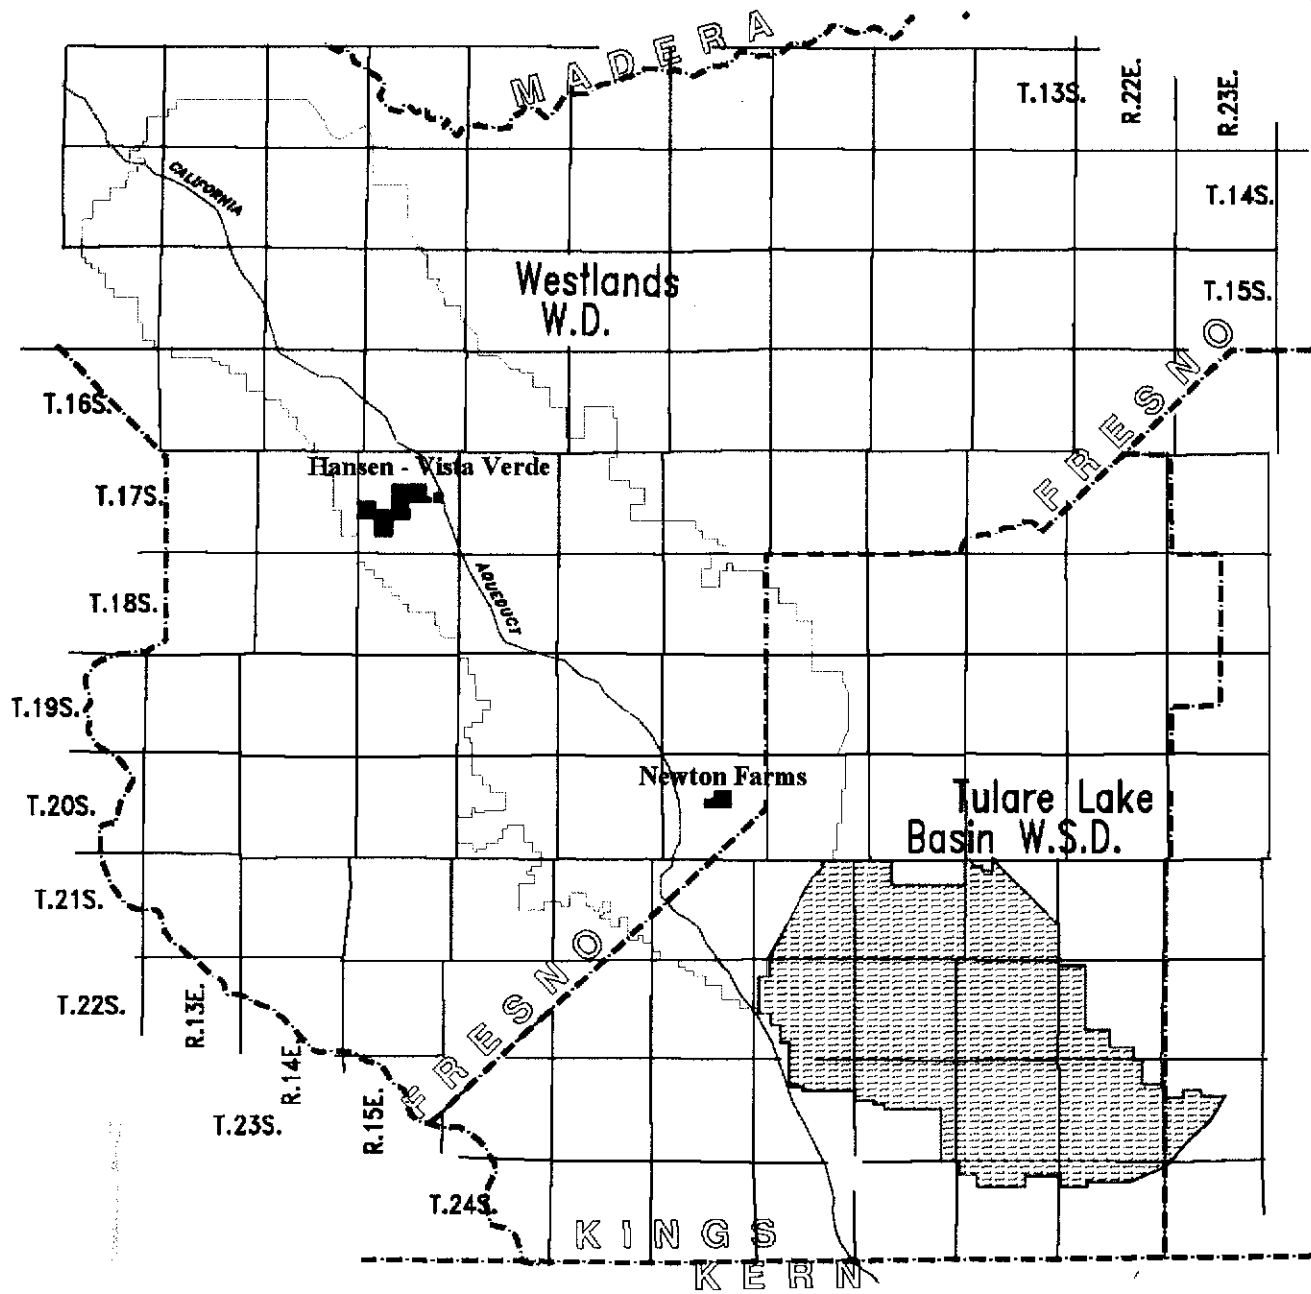 MADERA
T.13S.
R.22E.
R.23E.
CALIFORNIA
T.14S.
Westlands
W.D.
T.15S.
FRESNO
T.16S.
Hansen - Vista Verde
T.17S.
AQUEDUCT
T.18S.
T.19S.
Newton Farms
T.20S.
Tulare Lake
Basin W.S.D.
T.21S.
FRESNO
T.22S.
R.13E.
R.14E.
R.15E.
T.23S.
T.24S.
KINGS
KERN